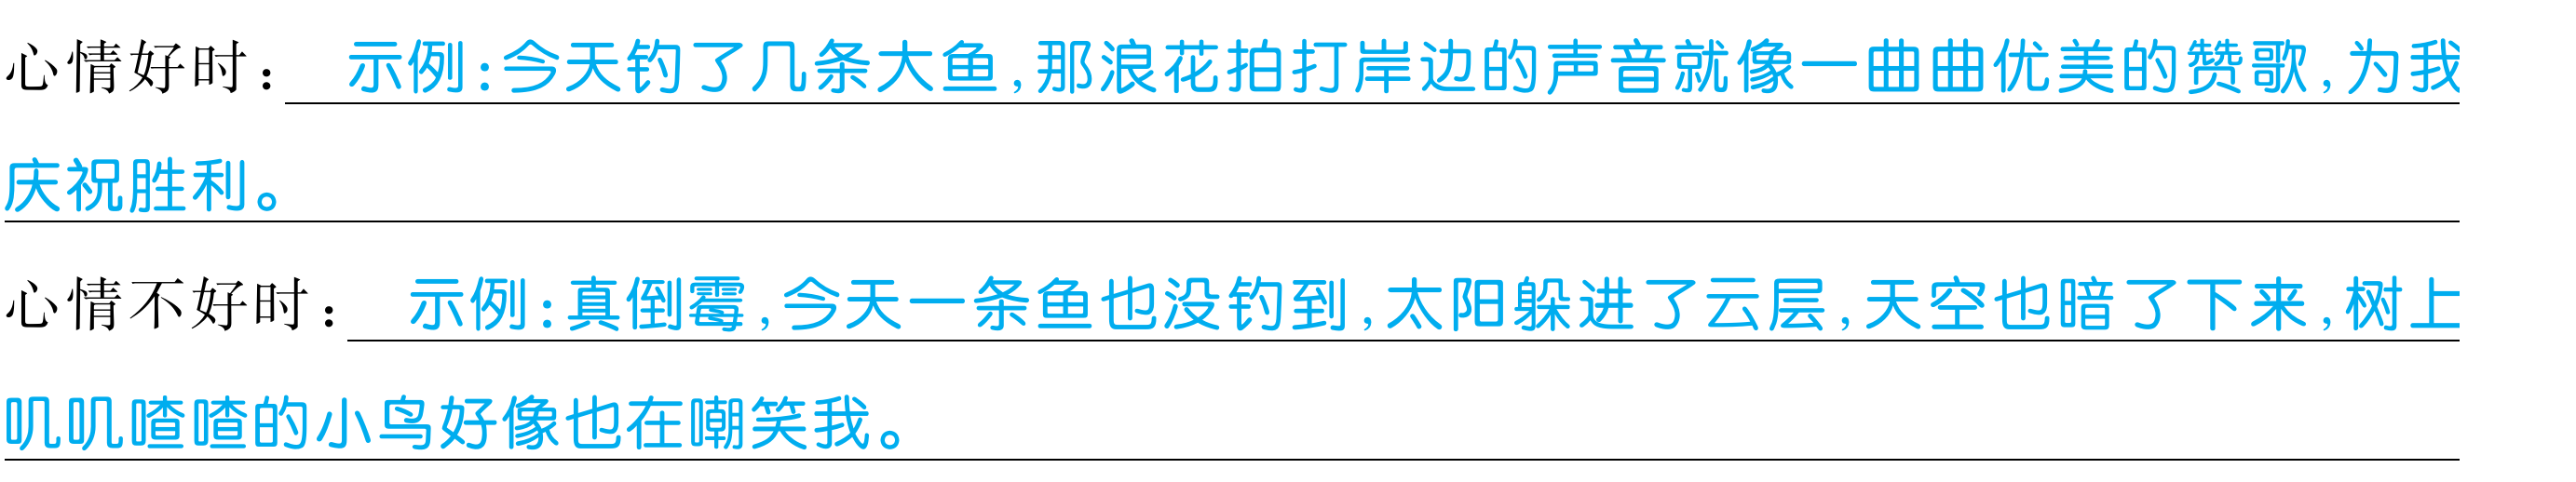 心情好时：示例:今天钓了几条大鱼,那浪花拍打岸边的声音就像一曲曲优美的赞歌,为我
庆祝胜利。
心情不好时：示例:真倒霉,今天一条鱼也没钓到,太阳躲进了云层,天空也暗了下来,树上
叽叽喳喳的小鸟好像也在嘲笑我。